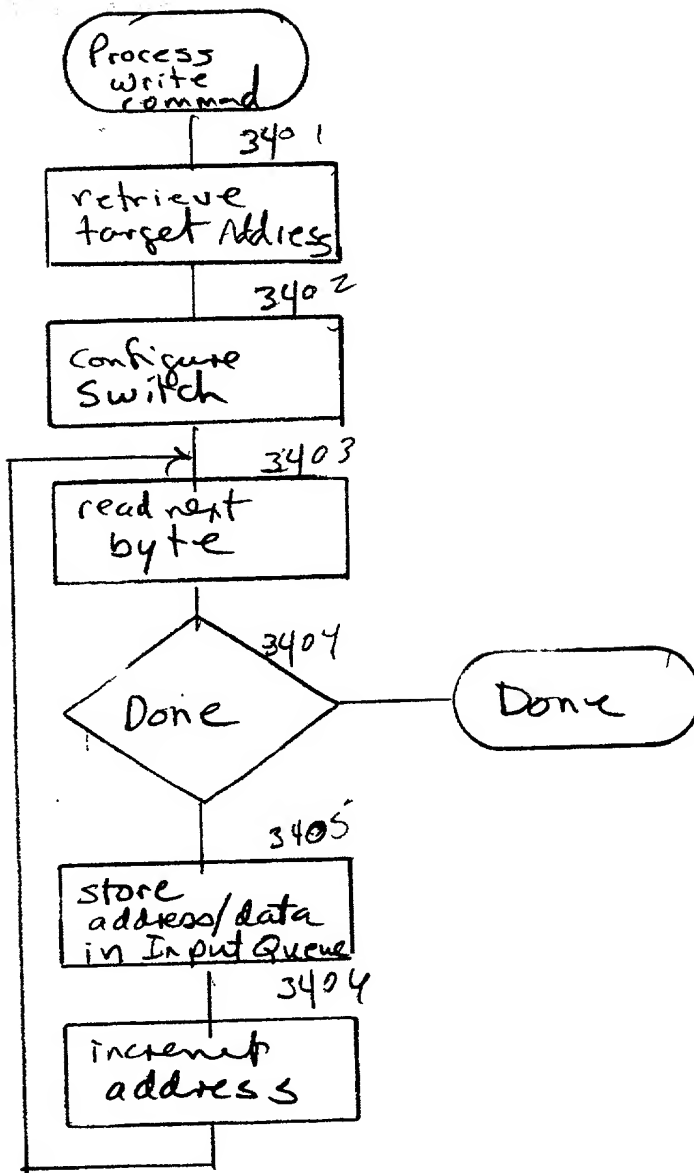 Process
write
command
3401
retrieve
target Address
3402
configure
Switch
3403
read next
byte
3404
Done
Done
3405
store
address/data
in Input Queue
3404
incremet
address